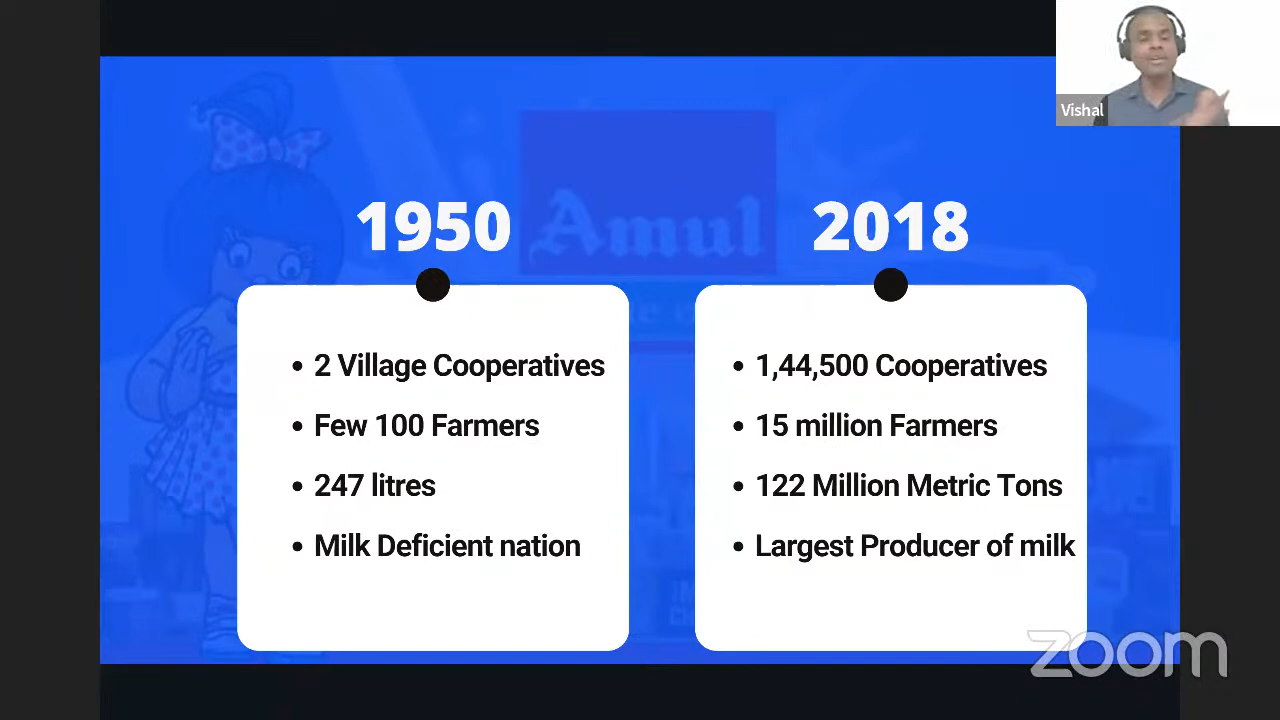 Vishal
Amul
1950
2 Village Cooperatives
Few 100 Farmers
247 litres
Milk Deficient nation
2018
1,44,500 Cooperatives
15 million Farmers
122 Million Metric Tons
Largest Producer of milk
zoom